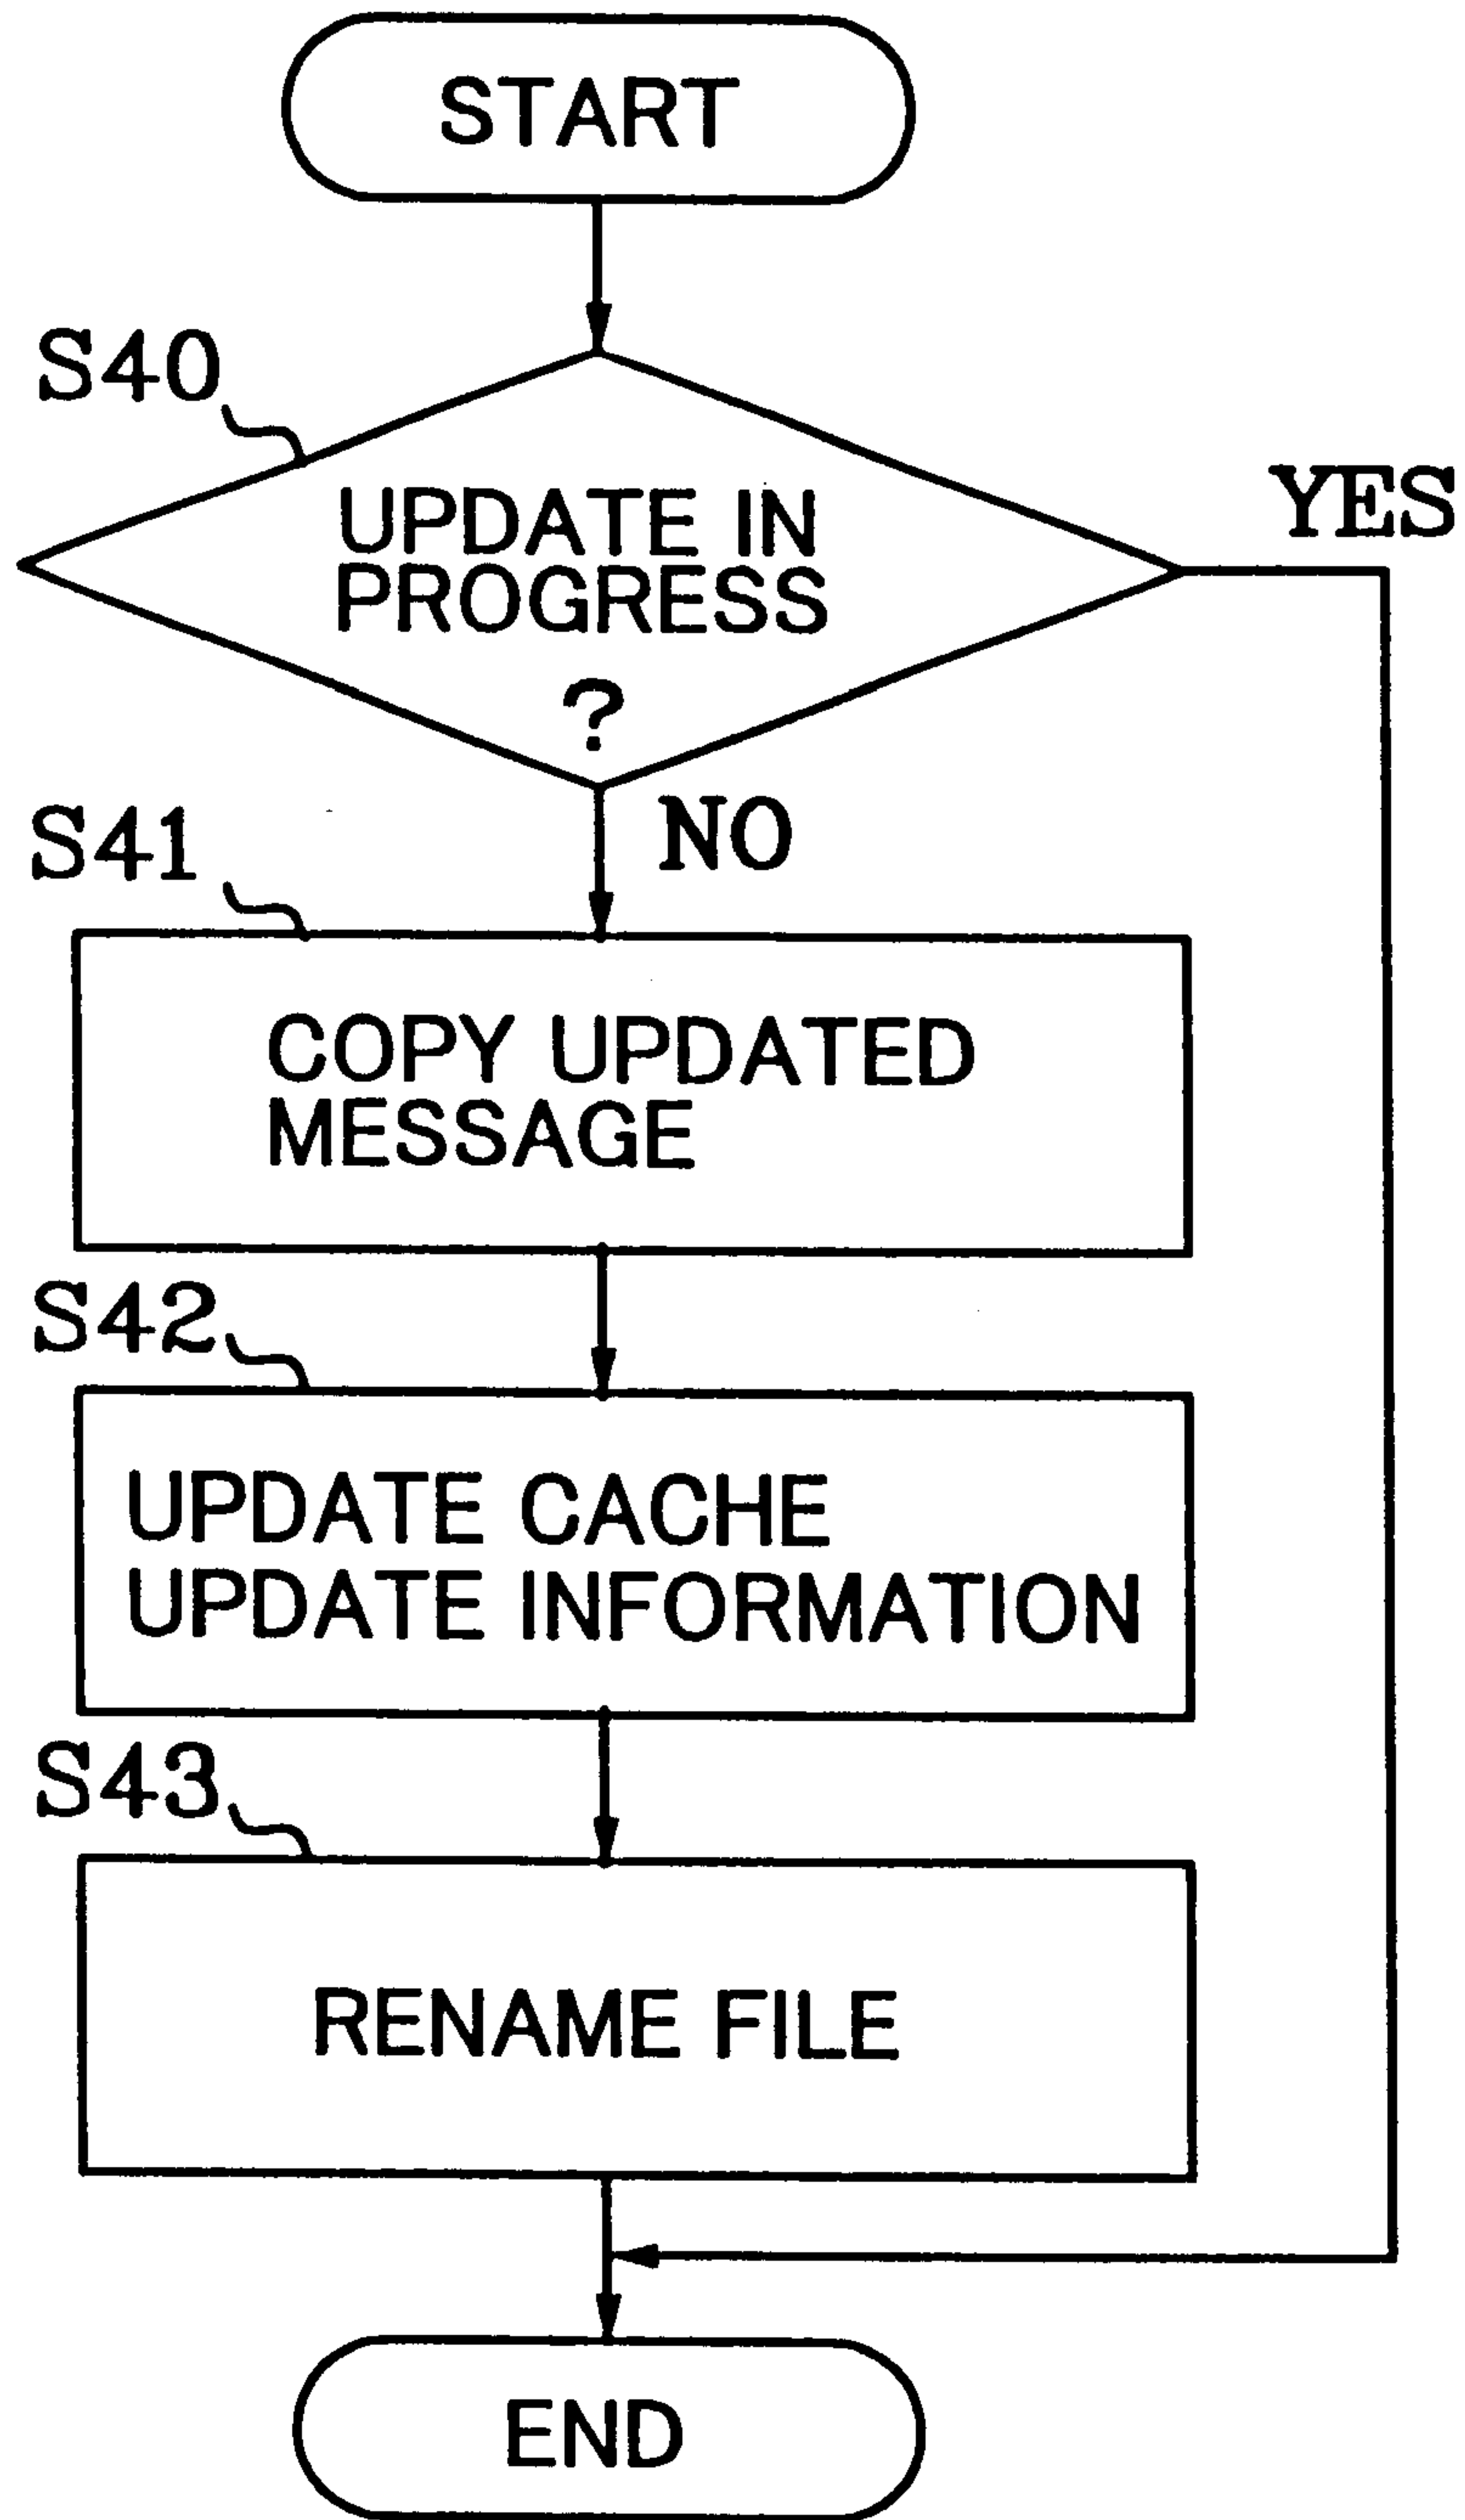 START
S40
UPDATE IN
PROGRESS
?
YES
NO
S41
COPY UPDATED
MESSAGE
S42
UPDATE CACHE
UPDATE INFORMATION
S43
RENAME FILE
END